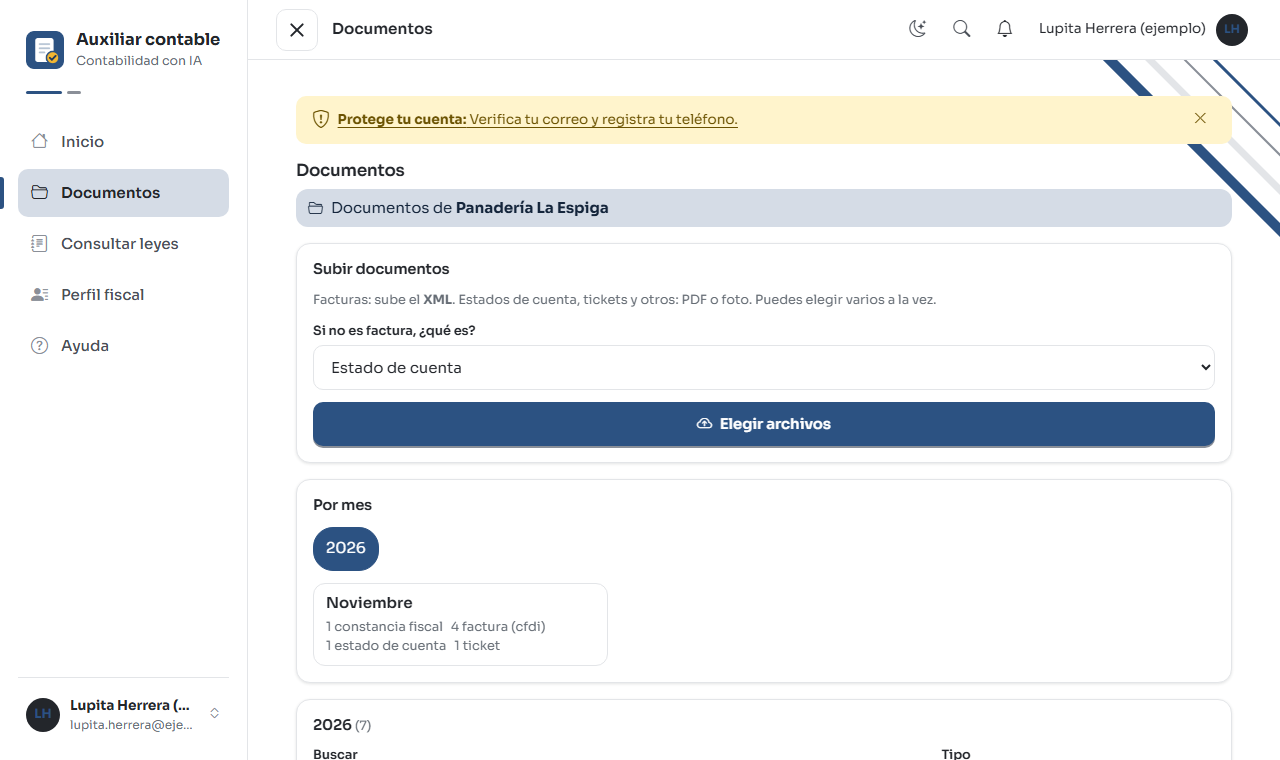 Auxiliar contable
Contabilidad con IA
Inicio
Documentos
Consultar leyes
Perfil fiscal
Ayuda
Lupita Herrera (...
lupita.herrera@eje...
LH
Documentos
Lupita Herrera (ejemplo)
LH
Protege tu cuenta: Verifica tu correo y registra tu teléfono.
Documentos
Documentos de Panadería La Espiga
Subir documentos
Facturas: sube el XML. Estados de cuenta, tickets y otros: PDF o foto. Puedes elegir varios a la vez.
Si no es factura, ¿qué es?
Estado de cuenta
Elegir archivos
Por mes
2026
Noviembre
1 constancia fiscal 4 factura (cfdi)
1 estado de cuenta 1 ticket
2026 (7)
Buscar
Tipo